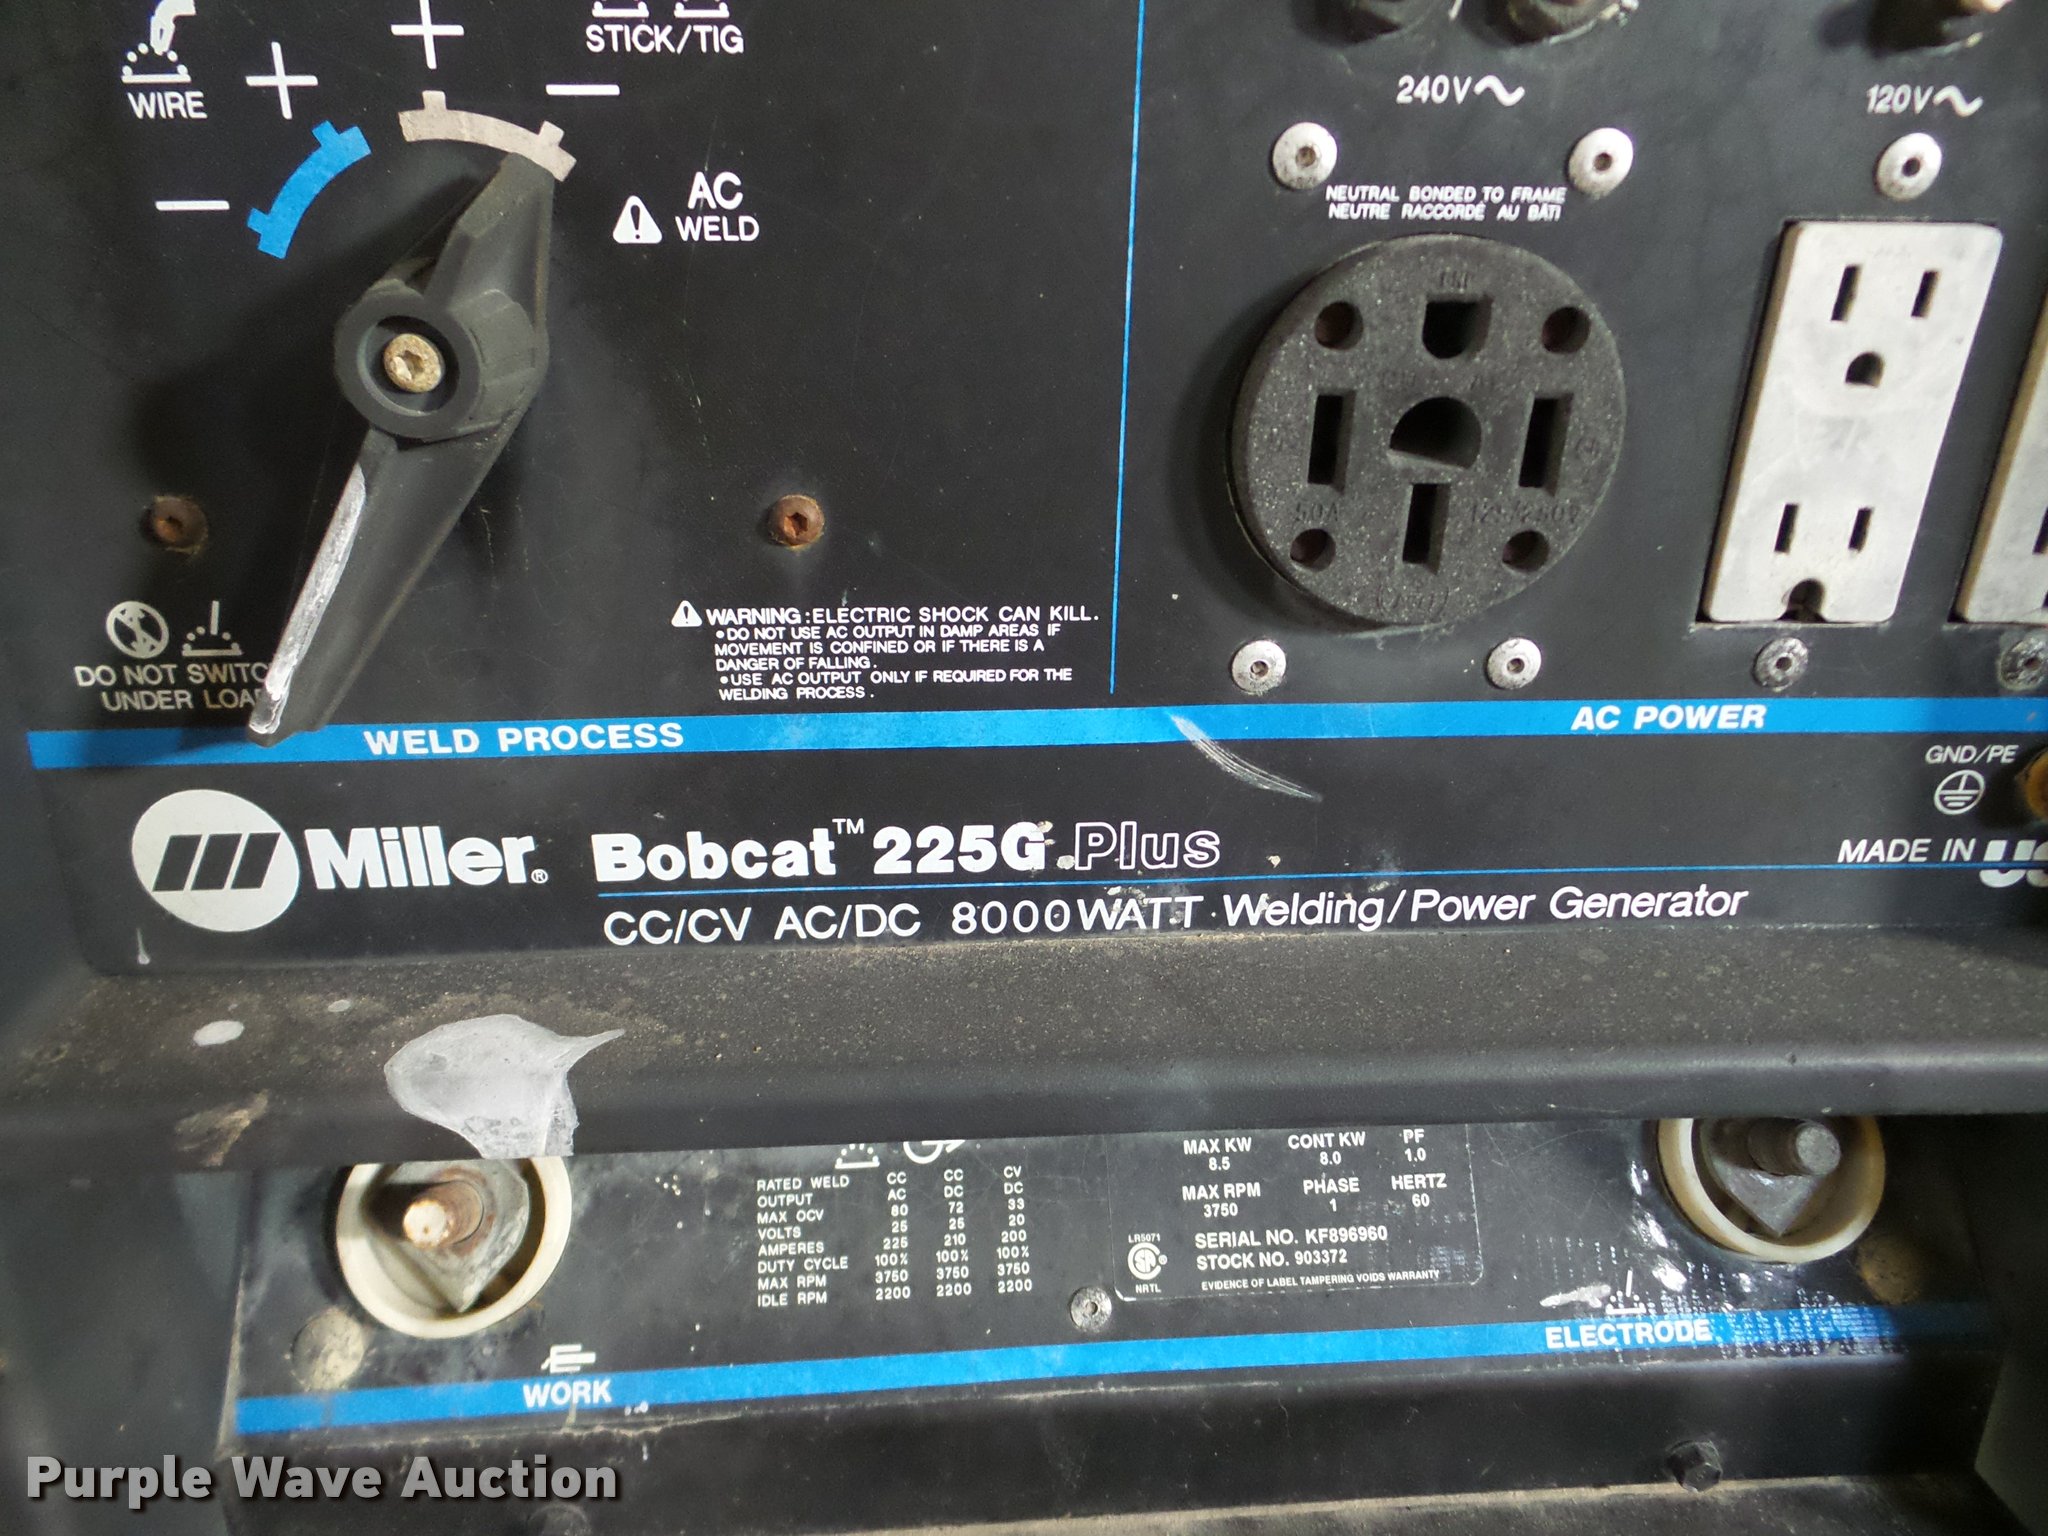 STICK/TIG
WIRE
AC
WELD
240V
120V
NEUTRAL BONDED TO FRAME
NEUTRE RACCORDÉ AU BÂTI
50A
125/250V
DO NOT SWITC
UNDER LOA
WARNING: ELECTRIC SHOCK CAN KILL.
• DO NOT USE AC OUTPUT IN DAMP AREAS IF
MOVEMENT IS CONFINED OR IF THERE IS A
DANGER OF FALLING.
• USE AC OUTPUT ONLY IF REQUIRED FOR THE
WELDING PROCESS.
WELD PROCESS
AC POWER
GND/PE
Miller®
Bobcat™ 225G Plus
MADE IN US
CC/CV AC/DC 8000 WATT Welding/Power Generator
RATED WELD CC CC CV
OUTPUT AC DC DC
MAX OCV 80 72 33
VOLTS 25 25 20
AMPERES 225 210 200
DUTY CYCLE 100% 100% 100%
MAX RPM 3750 3750 3750
IDLE RPM 2200 2200 2200
MAX KW CONT KW PF
8.5 8.0 1.0
MAX RPM PHASE HERTZ
3750 1 60
LR5071
NRTL
SERIAL NO. KF896960
STOCK NO. 903372
EVIDENCE OF LABEL TAMPERING VOIDS WARRANTY
WORK
ELECTRODE
Purple Wave Auction